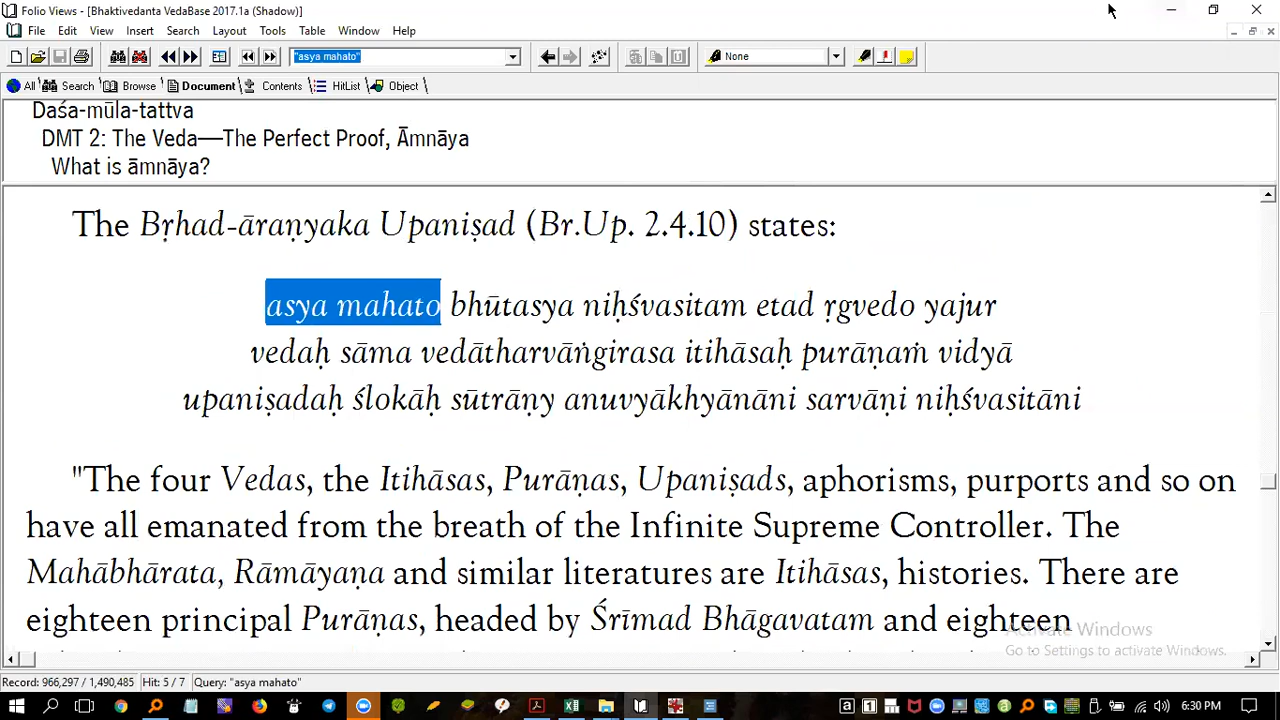 Folio Views - [Bhaktivedanta VedaBase 2017.1a (Shadow)]
File Edit View Insert Search Layout Tools Table Window Help
"asya mahato" None
All Search Browse Document Contents HitList Object
Daśa-mūla-tattva
DMT 2: The Veda—The Perfect Proof, Āmnāya
What is āmnāya?
The Bṛhad-āraṇyaka Upaniṣad (Br.Up. 2.4.10) states:
asya mahato bhūtasya niḥśvasitam etad ṛgvedo yajur
vedaḥ sāma vedātharvāṅgirasa itihāsaḥ purāṇaṁ vidyā
upaniṣadaḥ ślokāḥ sūtrāṇy anuvyākhyānāni sarvāṇi niḥśvasitāni
"The four Vedas, the Itihāsas, Purāṇas, Upaniṣads, aphorisms, purports and so on
have all emanated from the breath of the Infinite Supreme Controller. The
Mahābhārata, Rāmāyaṇa and similar literatures are Itihāsas, histories. There are
eighteen principal Purāṇas, headed by Śrīmad Bhāgavatam and eighteen
Activate Windows
Go to Settings to activate Windows.
Record: 966,297 / 1,490,485 Hit: 5 / 7 Query: "asya mahato"
6:30 PM